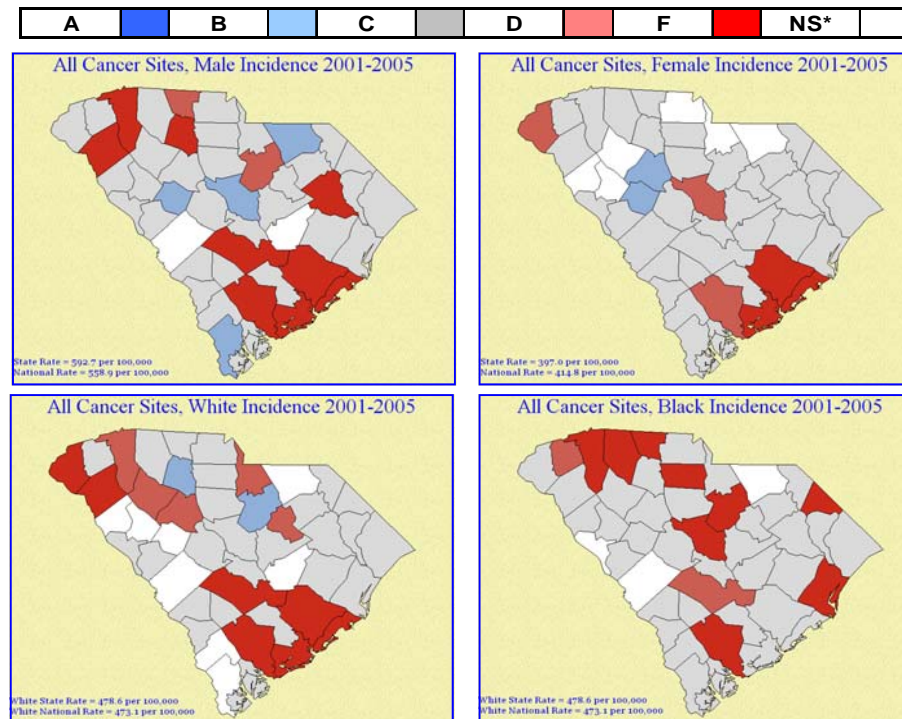 A B C D F NS*
All Cancer Sites, Male Incidence 2001-2005
State Rate = 592.7 per 100,000
National Rate = 558.9 per 100,000
All Cancer Sites, Female Incidence 2001-2005
State Rate = 397.0 per 100,000
National Rate = 414.8 per 100,000
All Cancer Sites, White Incidence 2001-2005
White State Rate = 478.6 per 100,000
White National Rate = 473.1 per 100,000
All Cancer Sites, Black Incidence 2001-2005
White State Rate = 478.6 per 100,000
White National Rate = 473.1 per 100,000